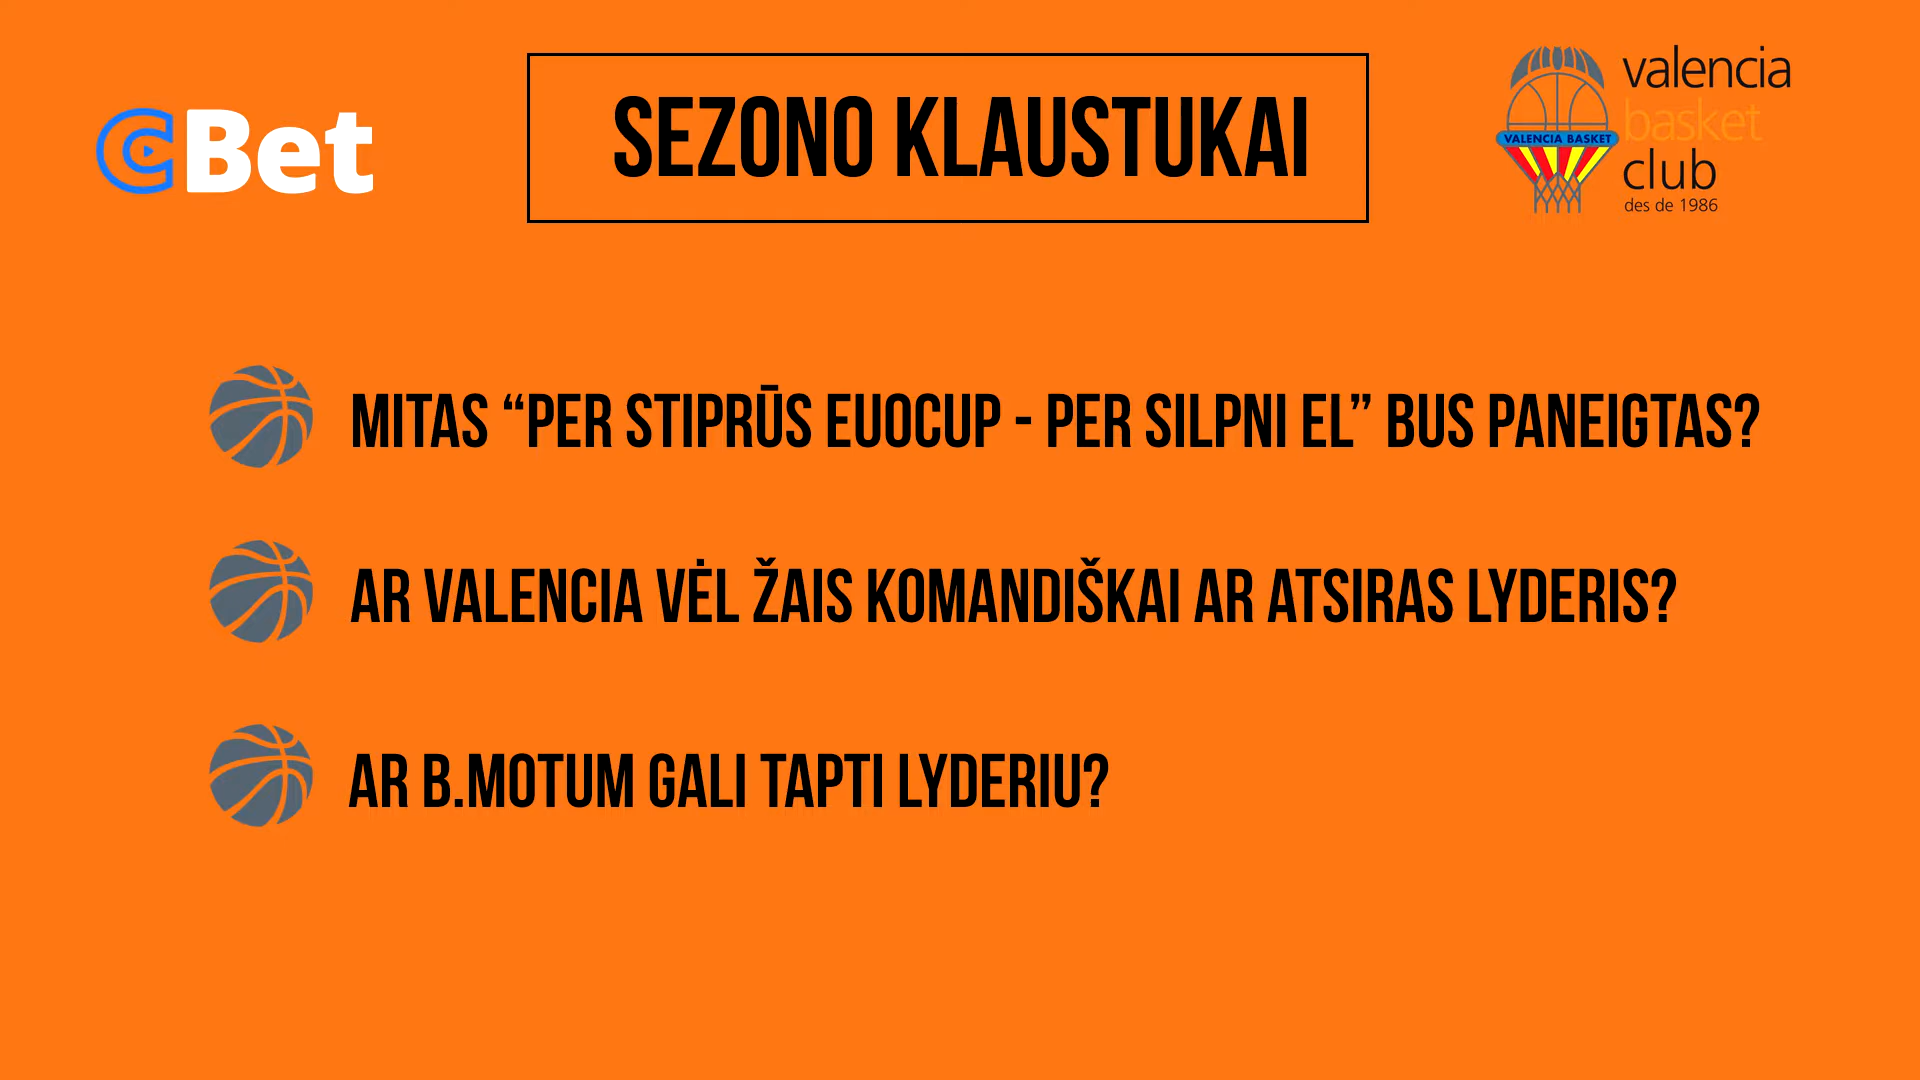 CBet
SEZONO KLAUSTUKAI
valencia
basket
club
des de 1986
VALENCIA BASKET
MITAS “PER STIPRŪS EUOCUP - PER SILPNI EL” BUS PANEIGTAS?
AR VALENCIA VĖL ŽAIS KOMANDIŠKAI AR ATSIRAS LYDERIS?
AR B.MOTUM GALI TAPTI LYDERIU?